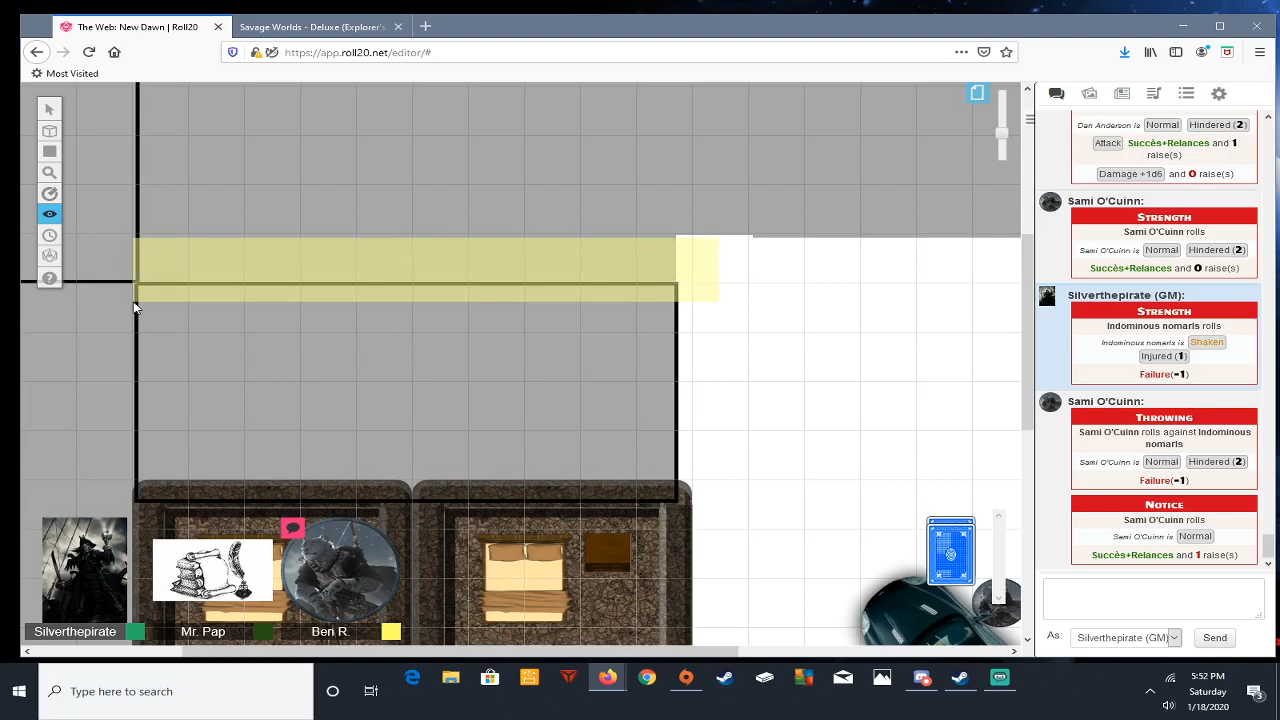 The Web: New Dawn | Roll20
Savage Worlds - Deluxe (Explorer's
https://app.roll20.net/editor/#
Most Visited
Dan Anderson is Normal Hindered (2)
Attack Succès+Relances and 1
raise(s)
Damage +1d6 and 0 raise(s)
Sami O'Cuinn:
STRENGTH
Sami O'Cuinn rolls
Sami O'Cuinn is Normal Hindered (2)
Succès+Relances and 0 raise(s)
Silverthepirate (GM):
STRENGTH
Indominous nomaris rolls
Indominous nomaris is Shaken
Injured (1)
Failure(-1)
Sami O'Cuinn:
THROWING
Sami O'Cuinn rolls against Indominous
nomaris
Sami O'Cuinn is Normal Hindered (2)
Failure(-1)
NOTICE
Sami O'Cuinn rolls
Sami O'Cuinn is Normal
Succès+Relances and 1 raise(s)
Silverthepirate
Mr. Pap
Ben R.
As: Silverthepirate (GM) Send
Type here to search
5:52 PM
Saturday
1/18/2020
3